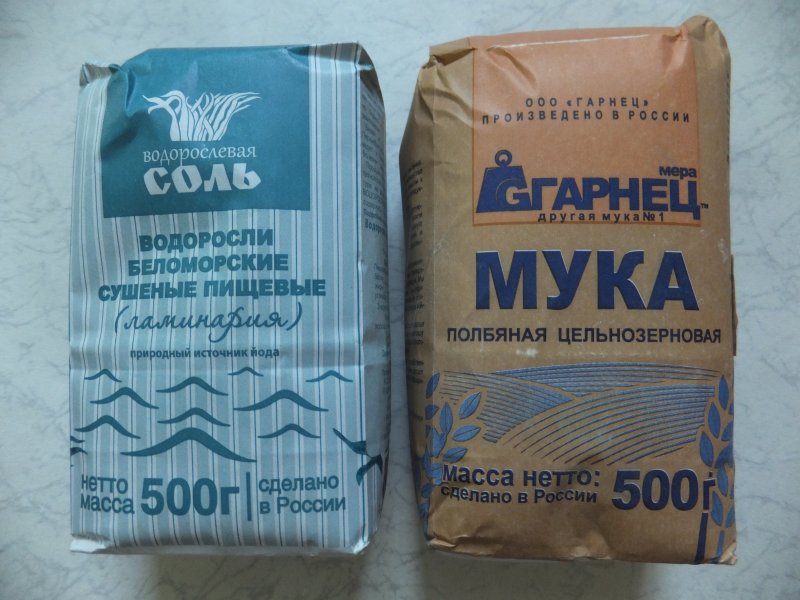 водорослевая
СОЛЬ
ВОДОРОСЛИ
БЕЛОМОРСКИЕ
СУШЕНЫЕ ПИЩЕВЫЕ
(ламинария)
природный источник йода
нетто
масса 500г
сделано
в России
ООО «ГАРНЕЦ»
ПРОИЗВЕДЕНО В РОССИИ
мера
ГАРНЕЦ™
другая мука №1
МУКА
ПОЛБЯНАЯ ЦЕЛЬНОЗЕРНОВАЯ
масса нетто: 500г
сделано в России